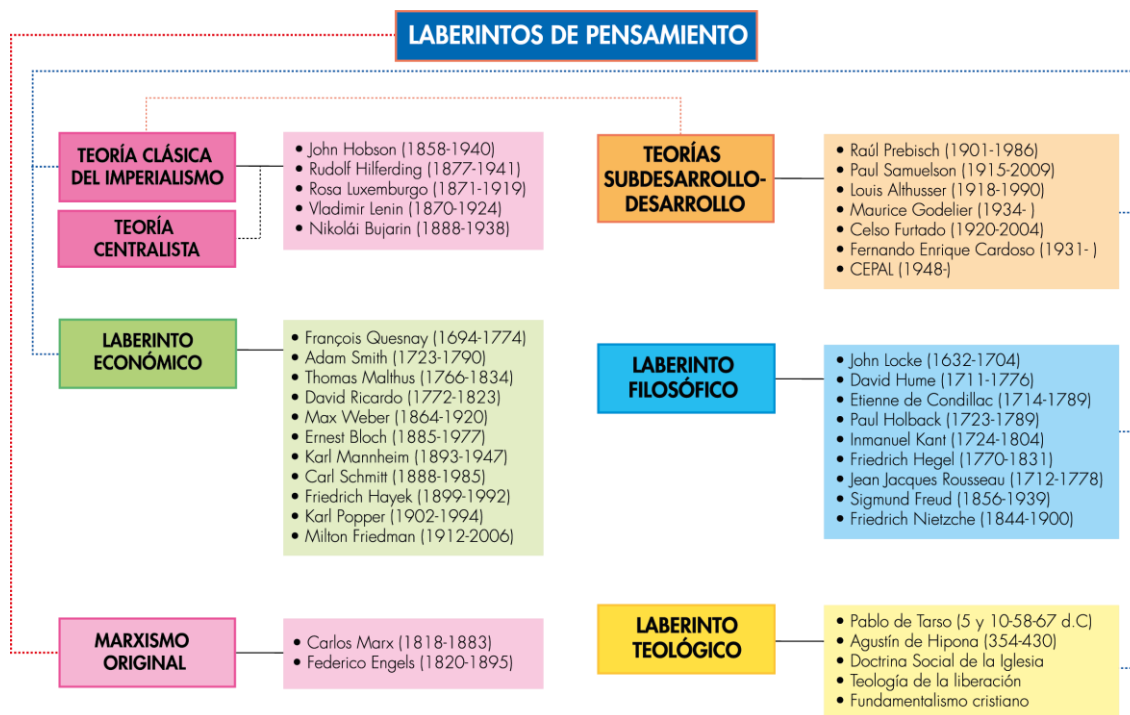 LABERINTOS DE PENSAMIENTO
TEORÍA CLÁSICA
DEL IMPERIALISMO
TEORÍA
CENTRALISTA
• John Hobson (1858-1940)
• Rudolf Hilferding (1877-1941)
• Rosa Luxemburgo (1871-1919)
• Vladimir Lenin (1870-1924)
• Nikolái Bujarin (1888-1938)
TEORÍAS
SUBDESARROLLO-
DESARROLLO
• Raúl Prebisch (1901-1986)
• Paul Samuelson (1915-2009)
• Louis Althusser (1918-1990)
• Maurice Godelier (1934- )
• Celso Furtado (1920-2004)
• Fernando Enrique Cardoso (1931- )
• CEPAL (1948-)
LABERINTO
ECONÓMICO
• François Quesnay (1694-1774)
• Adam Smith (1723-1790)
• Thomas Malthus (1766-1834)
• David Ricardo (1772-1823)
• Max Weber (1864-1920)
• Ernest Bloch (1885-1977)
• Karl Mannheim (1893-1947)
• Carl Schmitt (1888-1985)
• Friedrich Hayek (1899-1992)
• Karl Popper (1902-1994)
• Milton Friedman (1912-2006)
LABERINTO
FILOSÓFICO
• John Locke (1632-1704)
• David Hume (1711-1776)
• Etienne de Condillac (1714-1789)
• Paul Holback (1723-1789)
• Inmanuel Kant (1724-1804)
• Friedrich Hegel (1770-1831)
• Jean Jacques Rousseau (1712-1778)
• Sigmund Freud (1856-1939)
• Friedrich Nietzche (1844-1900)
MARXISMO
ORIGINAL
• Carlos Marx (1818-1883)
• Federico Engels (1820-1895)
LABERINTO
TEOLÓGICO
• Pablo de Tarso (5 y 10-58-67 d.C)
• Agustín de Hipona (354-430)
• Doctrina Social de la Iglesia
• Teología de la liberación
• Fundamentalismo cristiano